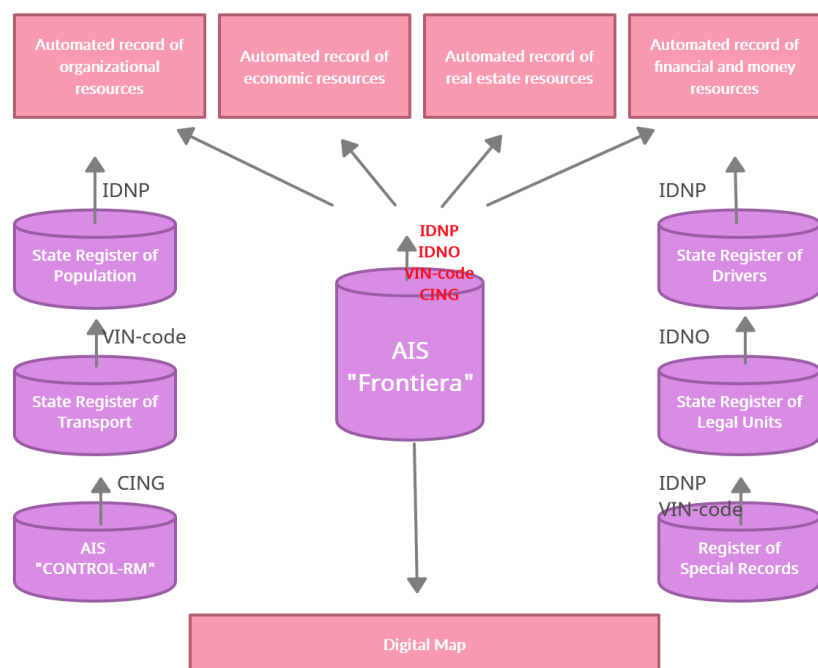 Automated record of
organizational
resources
Automated record of
economic resources
Automated record of
real estate resources
Automated record of
financial and money
resources
IDNP
State Register of
Population
VIN-code
State Register of
Transport
CING
AIS
"CONTROL-RM"
IDNP
IDNO
VIN-code
CING
AIS
"Frontiera"
IDNP
State Register of
Drivers
IDNO
State Register of
Legal Units
IDNP
VIN-code
Register of
Special Records
Digital Map